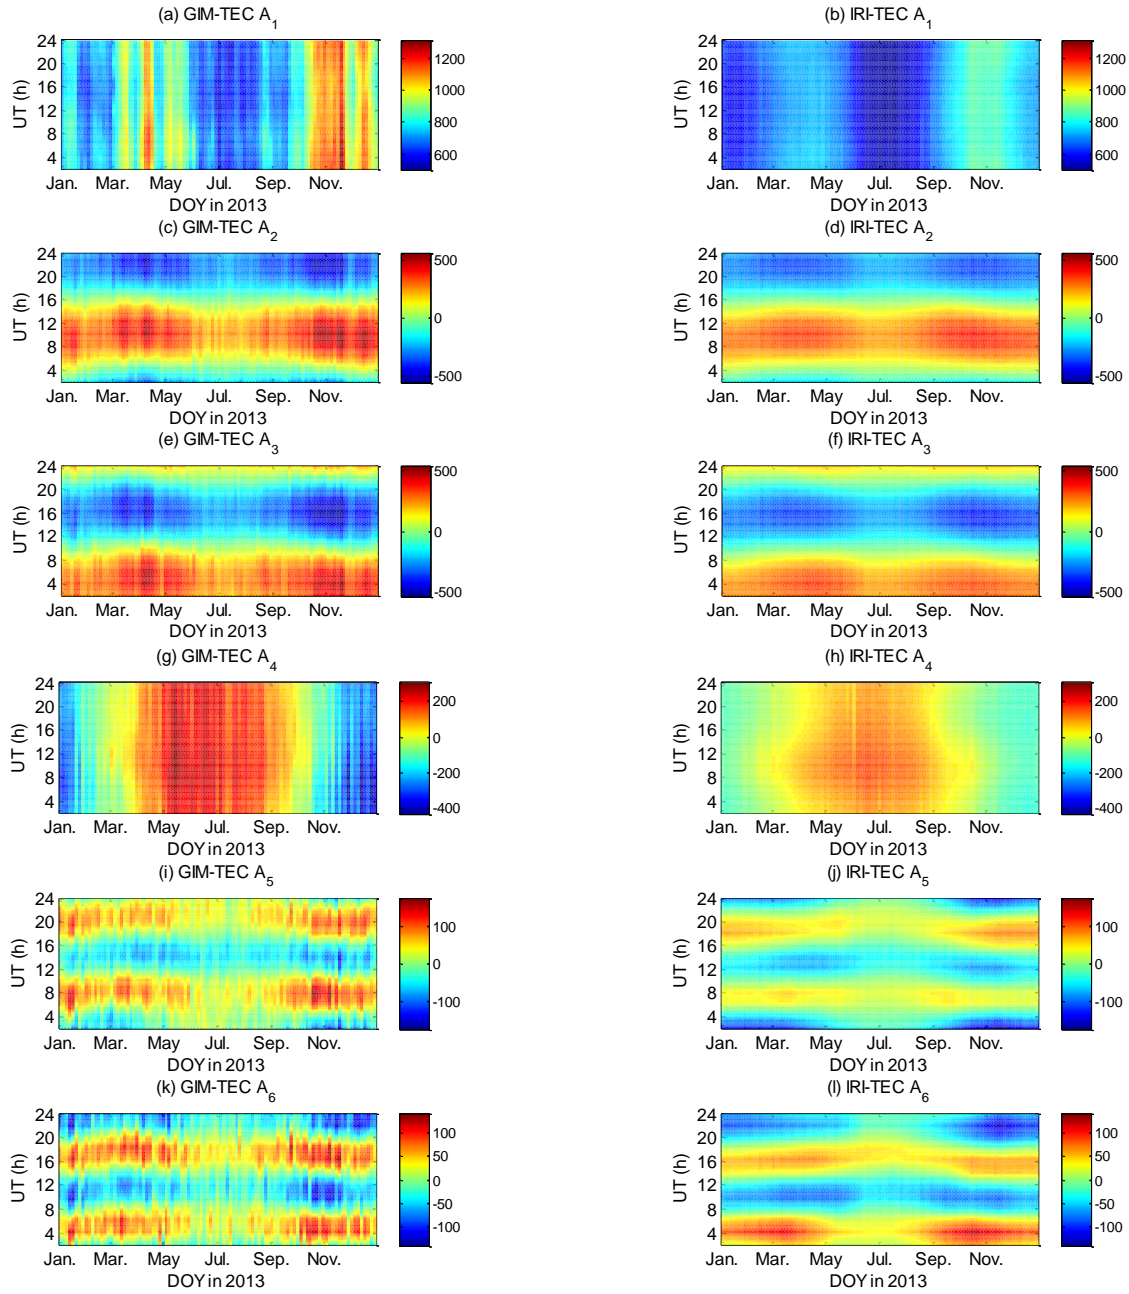 (a) GIM-TEC A1
(b) IRI-TEC A1
24
20
16
12
8
4
UT (h)
Jan. Mar. May Jul. Sep. Nov.
DOY in 2013
1200
1000
800
600
24
20
16
12
8
4
UT (h)
Jan. Mar. May Jul. Sep. Nov.
DOY in 2013
1200
1000
800
600
(c) GIM-TEC A2
(d) IRI-TEC A2
24
20
16
12
8
4
UT (h)
Jan. Mar. May Jul. Sep. Nov.
DOY in 2013
500
0
-500
24
20
16
12
8
4
UT (h)
Jan. Mar. May Jul. Sep. Nov.
DOY in 2013
500
0
-500
(e) GIM-TEC A3
(f) IRI-TEC A3
24
20
16
12
8
4
UT (h)
Jan. Mar. May Jul. Sep. Nov.
DOY in 2013
500
0
-500
24
20
16
12
8
4
UT (h)
Jan. Mar. May Jul. Sep. Nov.
DOY in 2013
500
0
-500
(g) GIM-TEC A4
(h) IRI-TEC A4
24
20
16
12
8
4
UT (h)
Jan. Mar. May Jul. Sep. Nov.
DOY in 2013
200
0
-200
-400
24
20
16
12
8
4
UT (h)
Jan. Mar. May Jul. Sep. Nov.
DOY in 2013
200
0
-200
-400
(i) GIM-TEC A5
(j) IRI-TEC A5
24
20
16
12
8
4
UT (h)
Jan. Mar. May Jul. Sep. Nov.
DOY in 2013
100
0
-100
24
20
16
12
8
4
UT (h)
Jan. Mar. May Jul. Sep. Nov.
DOY in 2013
100
0
-100
(k) GIM-TEC A6
(l) IRI-TEC A6
24
20
16
12
8
4
UT (h)
Jan. Mar. May Jul. Sep. Nov.
DOY in 2013
100
50
0
-50
-100
24
20
16
12
8
4
UT (h)
Jan. Mar. May Jul. Sep. Nov.
DOY in 2013
100
50
0
-50
-100